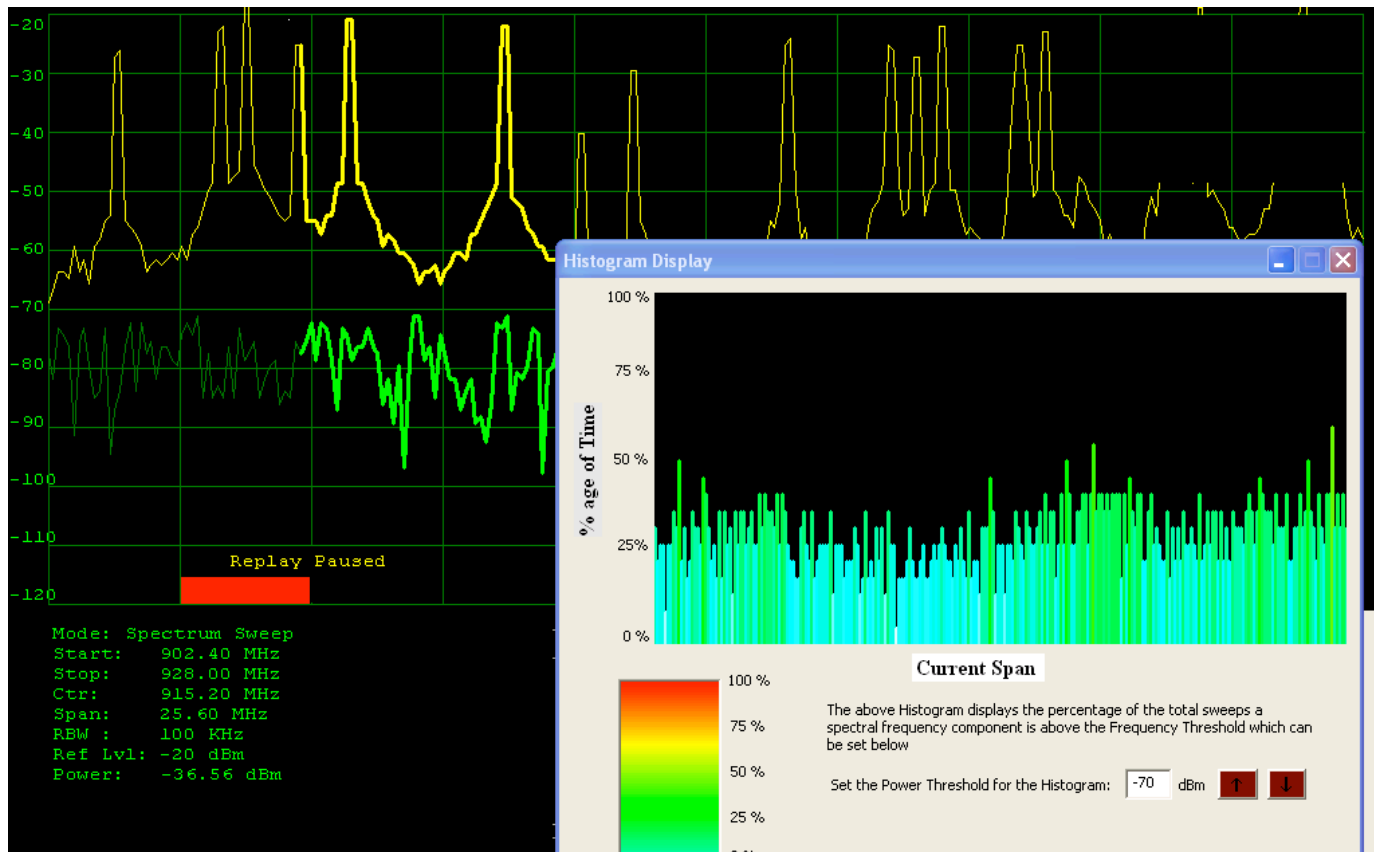 -20
-30
-40
-50
-60
-70
-80
-90
-100
-110
-120
Replay Paused
Mode: Spectrum Sweep
Start: 902.40 MHz
Stop: 928.00 MHz
Ctr: 915.20 MHz
Span: 25.60 MHz
RBW : 100 KHz
Ref Lvl: -20 dBm
Power: -36.56 dBm
Histogram Display
100 %
75 %
50 %
25%
0 %
% age of Time
Current Span
100 %
75 %
50 %
25 %
The above Histogram displays the percentage of the total sweeps a
spectral frequency component is above the Frequency Threshold which can
be set below
Set the Power Threshold for the Histogram: -70 dBm